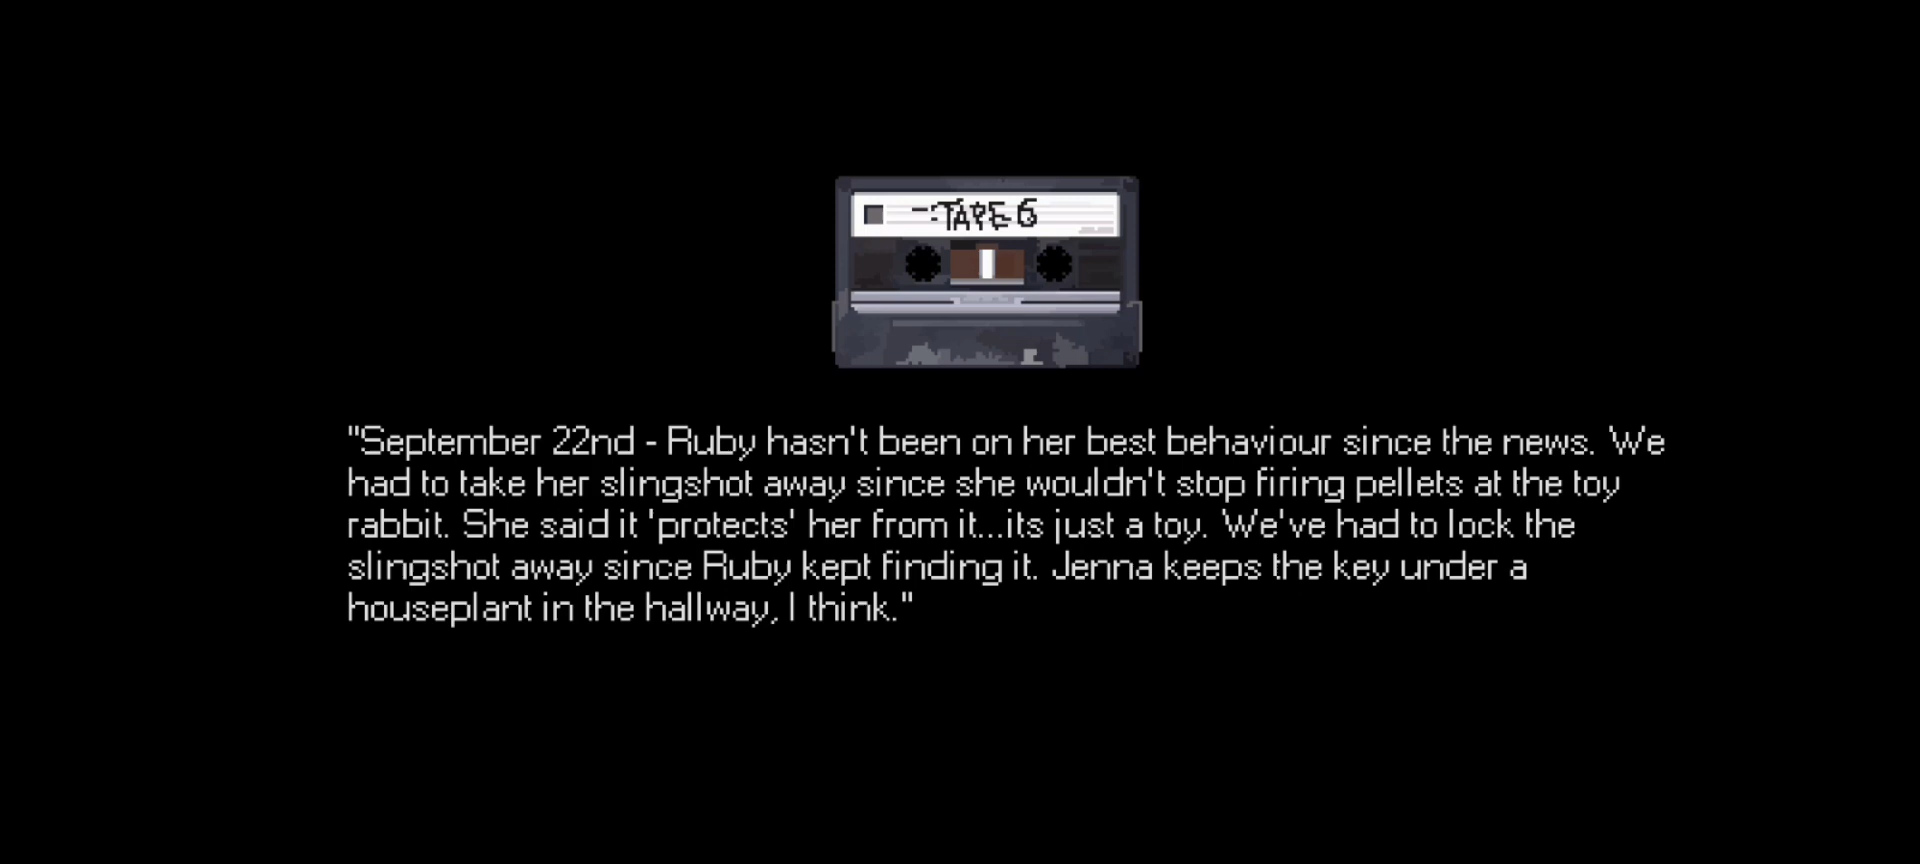 TAPE 6
"September 22nd - Ruby hasn't been on her best behaviour since the news. We
had to take her slingshot away since she wouldn't stop firing pellets at the toy
rabbit. She said it 'protects' her from it...its just a toy. We've had to lock the
slingshot away since Ruby kept finding it. Jenna keeps the key under a
houseplant in the hallway, I think."